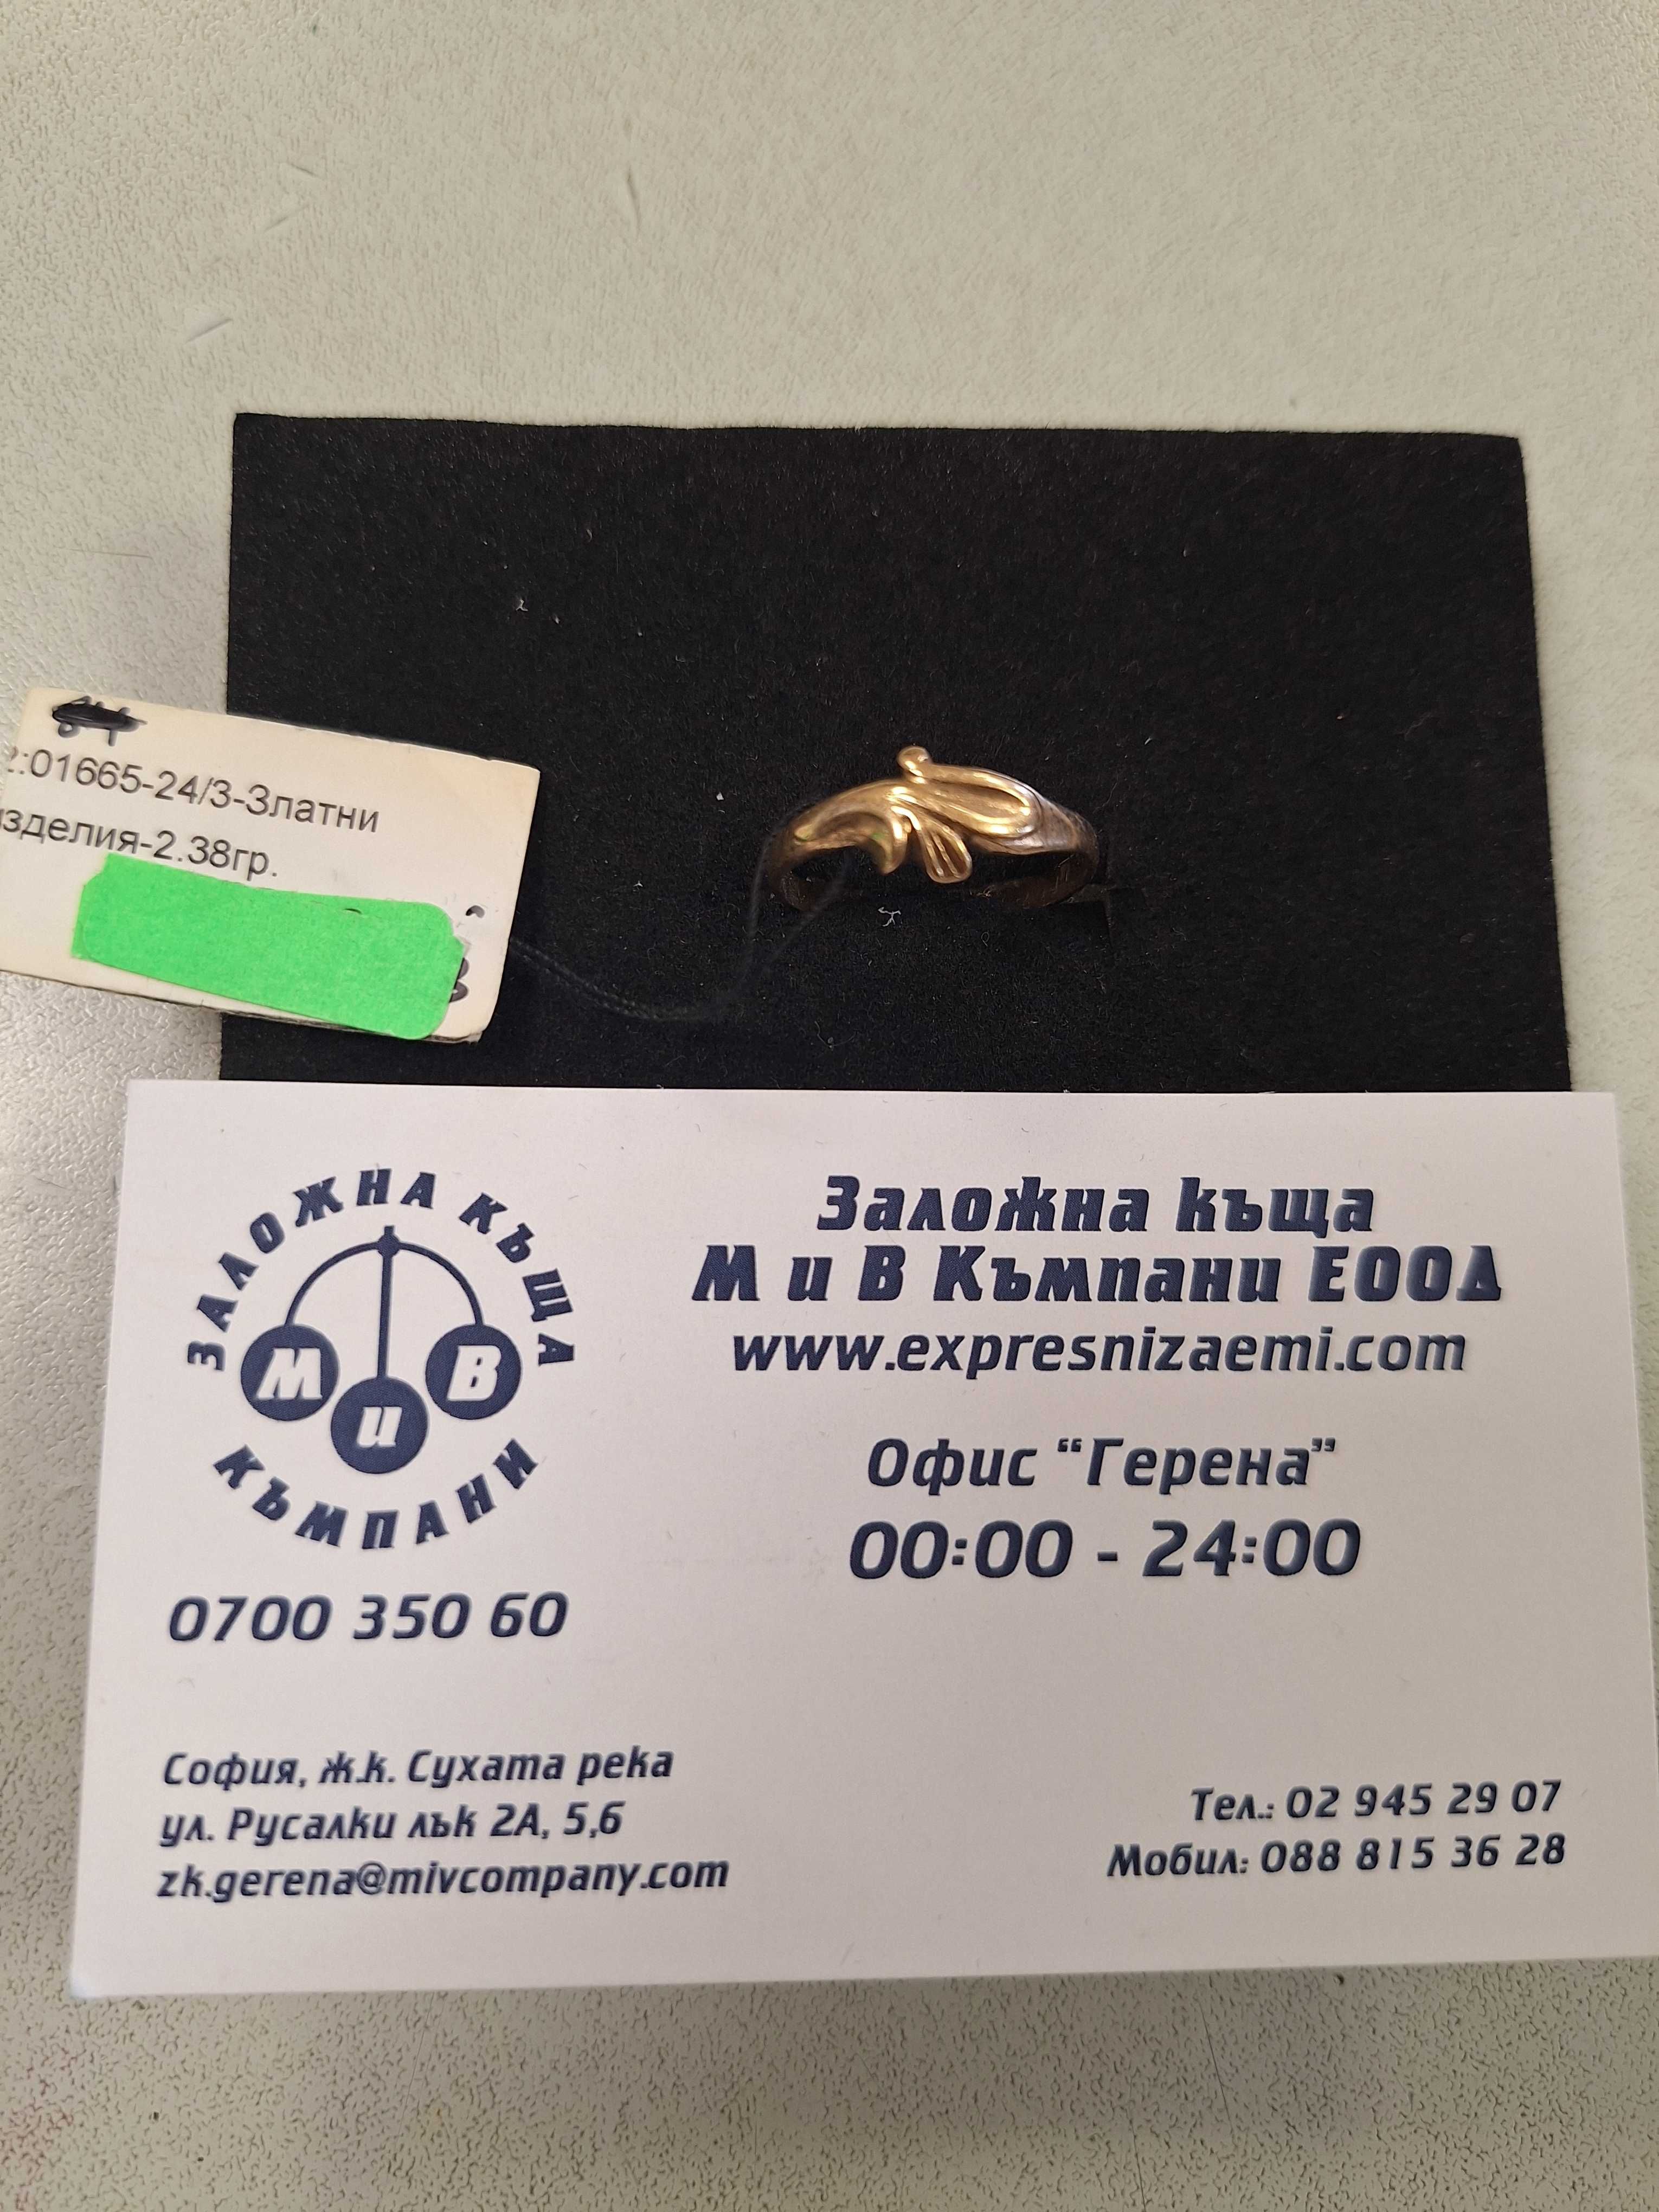 :01665-24/3-Златни
изделия-2.38гр.
ЗАЛОЖНА КЪЩА
М и В
КЪМПАНИ
0700 350 60
Заложна къща
М и В Къмпани ЕООД
www.expresnizaemi.com
Офис “Герена”
00:00 - 24:00
София, ж.к. Сухата река
ул. Русалки лък 2А, 5,6
zk.gerena@mivcompany.com
Тел.: 02 945 29 07
Мобил: 088 815 36 28